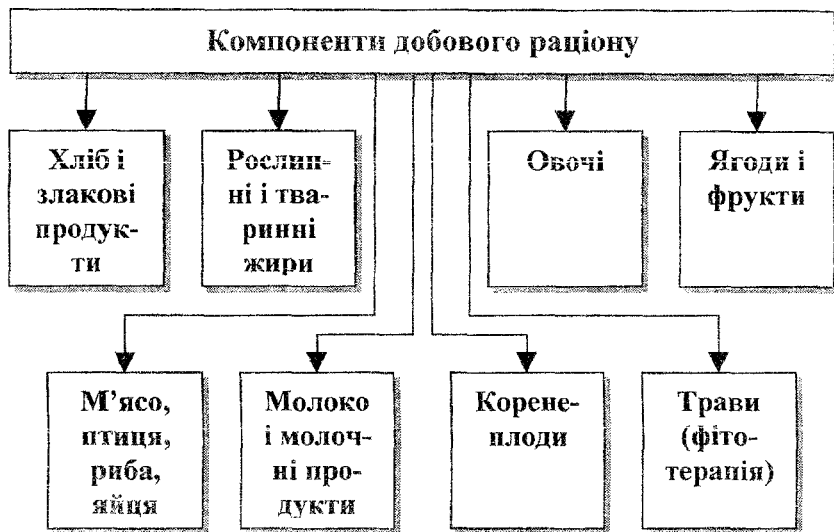 Компоненти добового раціону
Хліб і
злакові
продук-
ти
Рослин-
ні і тва-
ринні
жири
Овочі
Ягоди і
фрукти
М’ясо,
птиця,
риба,
яйця
Молоко
і молоч-
ні про-
дукти
Корене-
плоди
Трави
(фіто-
терапія)